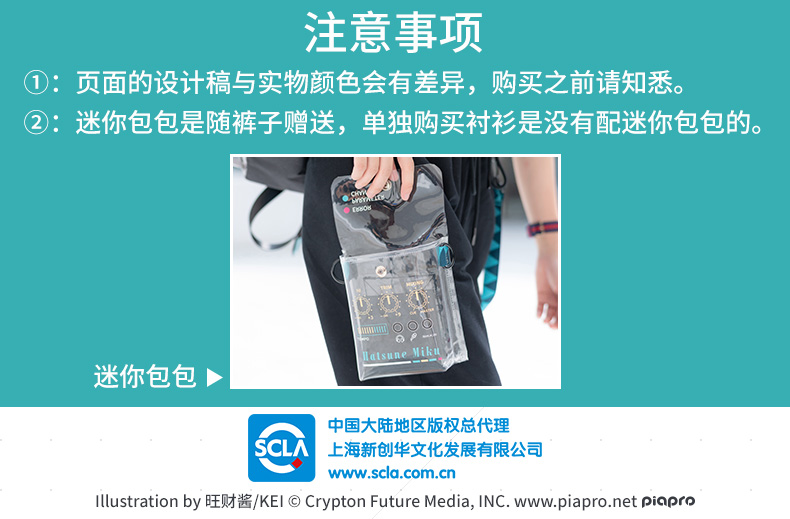 注意事项
①：页面的设计稿与实物颜色会有差异，购买之前请知悉。
②：迷你包包是随裤子赠送，单独购买衬衫是没有配迷你包包的。
CHANNEL
PARAMETER
ERROR
Hatsune Miku
迷你包包
SCLA
中国大陆地区版权总代理
上海新创华文化发展有限公司
www.scla.com.cn
Illustration by 旺财酱/KEI © Crypton Future Media, INC. www.piapro.net piapro